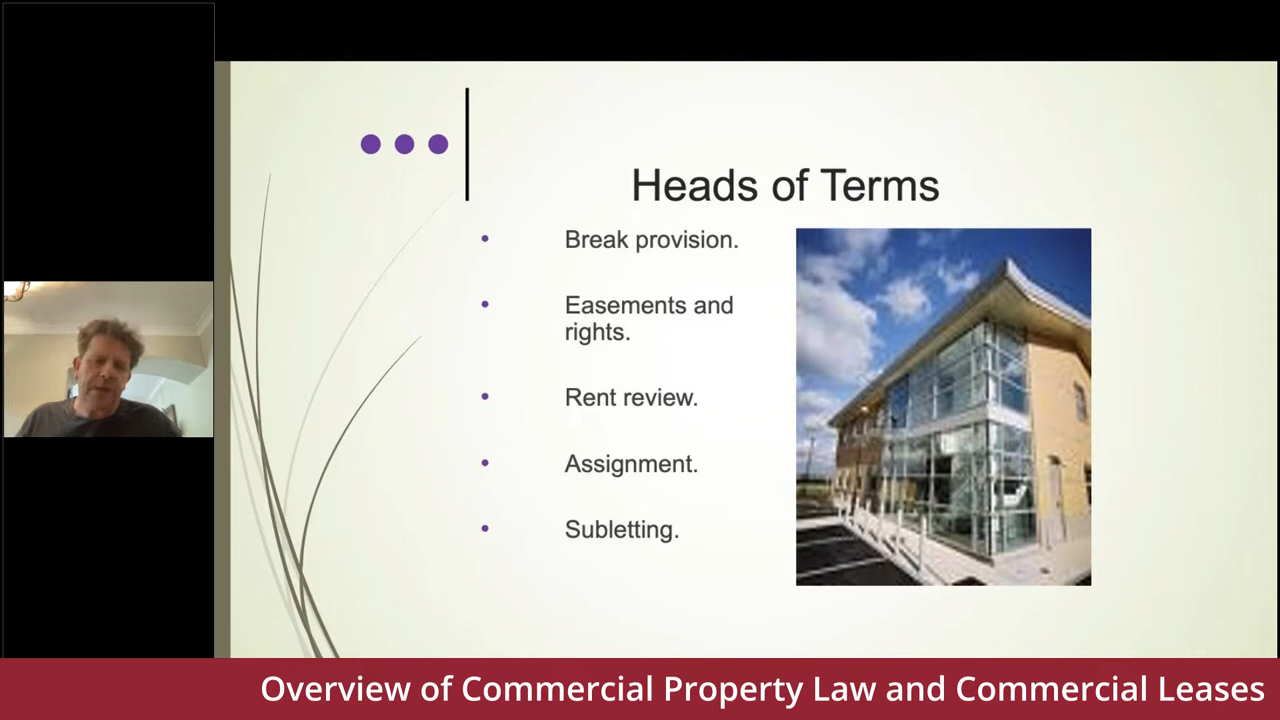 Heads of Terms
Break provision.
Easements and
rights.
Rent review.
Assignment.
Subletting.
Overview of Commercial Property Law and Commercial Leases